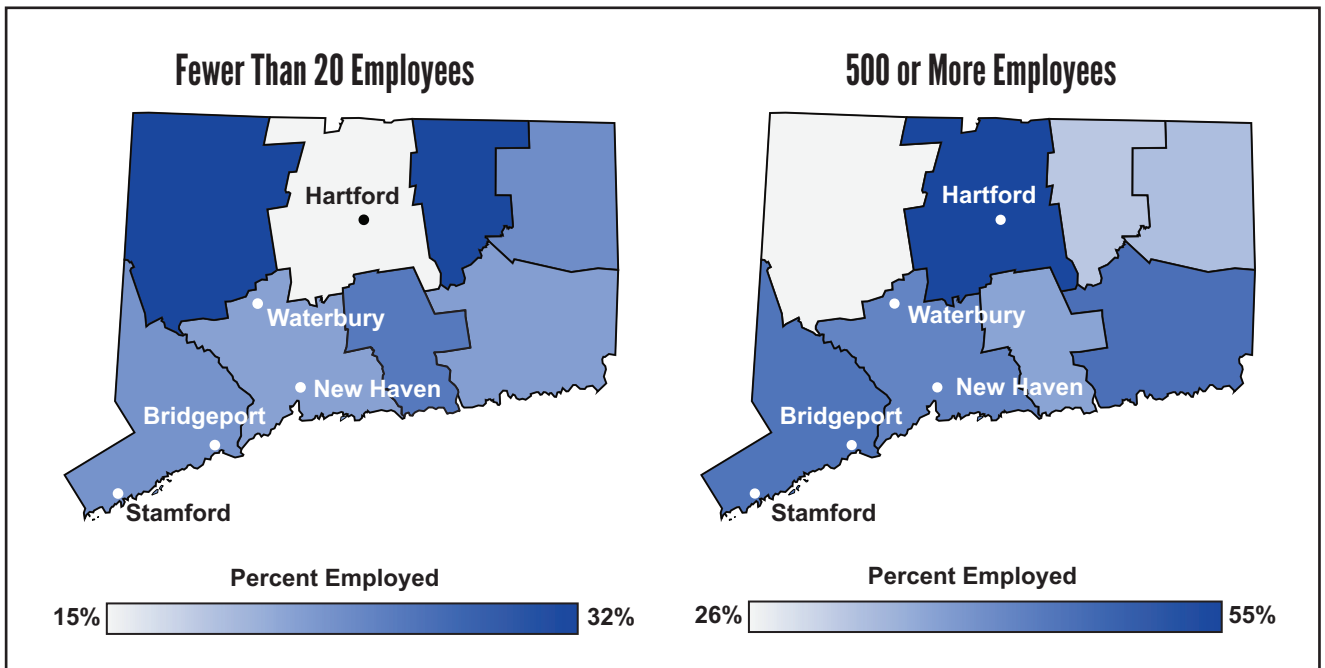 Fewer Than 20 Employees
Hartford
Waterbury
New Haven
Bridgeport
Stamford
Percent Employed
15%
32%
500 or More Employees
Hartford
Waterbury
New Haven
Bridgeport
Stamford
Percent Employed
26%
55%